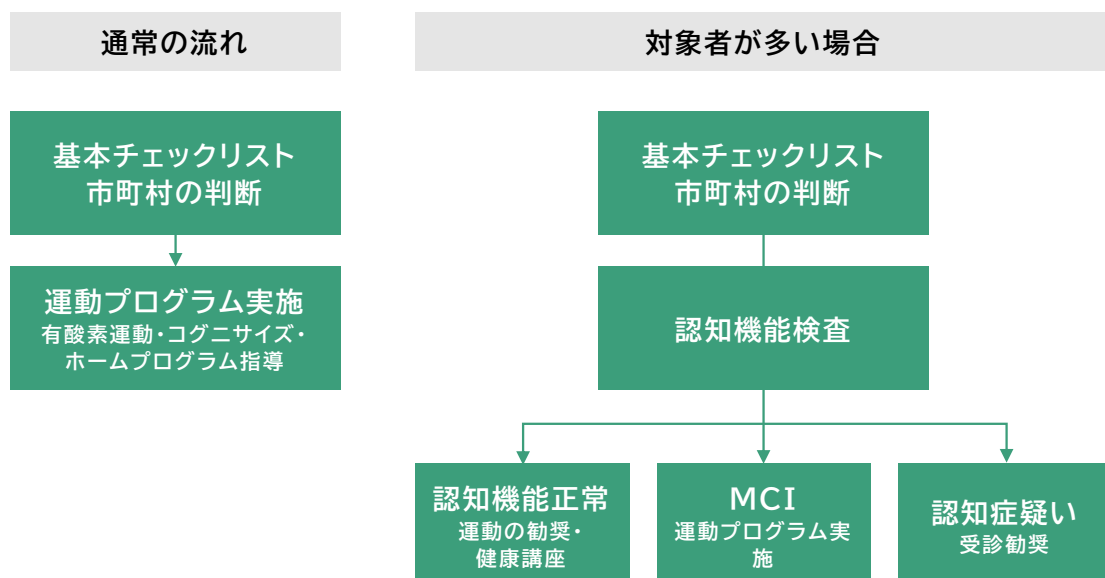 通常の流れ
基本チェックリスト
市町村の判断
運動プログラム実施
有酸素運動・コグニサイズ・
ホームプログラム指導
対象者が多い場合
基本チェックリスト
市町村の判断
認知機能検査
認知機能正常
運動の勧奨・
健康講座
MCI
運動プログラム実
施
認知症疑い
受診勧奨